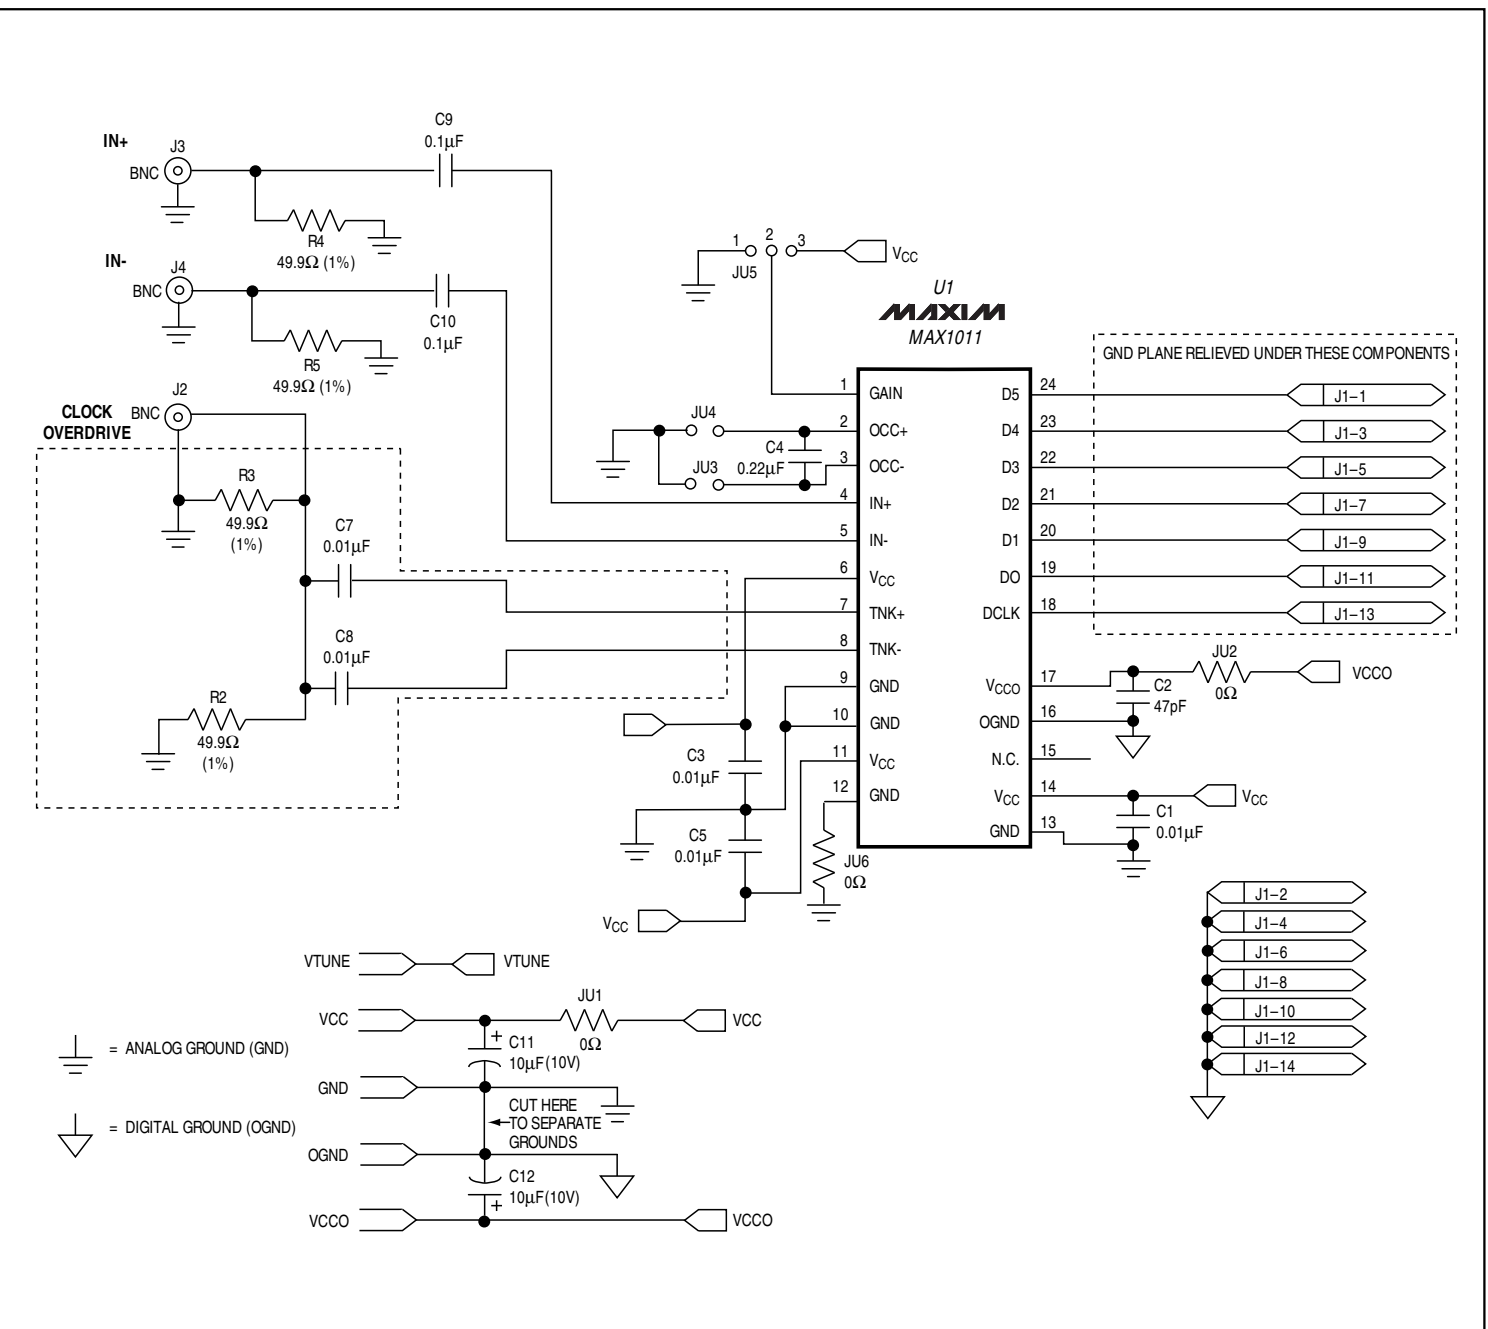 IN+
J3
BNC
C9
0.1µF
R4
49.9Ω (1%)
IN-
J4
BNC
C10
0.1µF
R5
49.9Ω (1%)
J2
BNC
CLOCK
OVERDRIVE
R3
49.9Ω
(1%)
C7
0.01µF
C8
0.01µF
R2
49.9Ω
(1%)
1 2 3
JU5
VCC
JU4
JU3
C4
0.22µF
U1
MAXIM
MAX1011
1 GAIN
2 OCC+
3 OCC-
4 IN+
5 IN-
6 VCC
7 TNK+
8 TNK-
9 GND
10 GND
11 VCC
12 GND
D5 24
D4 23
D3 22
D2 21
D1 20
DO 19
DCLK 18
VCCO 17
OGND 16
N.C. 15
VCC 14
GND 13
GND PLANE RELIEVED UNDER THESE COMPONENTS
J1–1
J1–3
J1–5
J1–7
J1–9
J1–11
J1–13
JU2
0Ω
VCCO
C2
47pF
VCC
C1
0.01µF
C3
0.01µF
C5
0.01µF
VCC
JU6
0Ω
J1–2
J1–4
J1–6
J1–8
J1–10
J1–12
J1–14
VTUNE VTUNE
VCC
JU1
0Ω
VCC
+ C11
10µF(10V)
GND
CUT HERE
TO SEPARATE
GROUNDS
OGND
C12
+ 10µF(10V)
VCCO VCCO
= ANALOG GROUND (GND)
= DIGITAL GROUND (OGND)